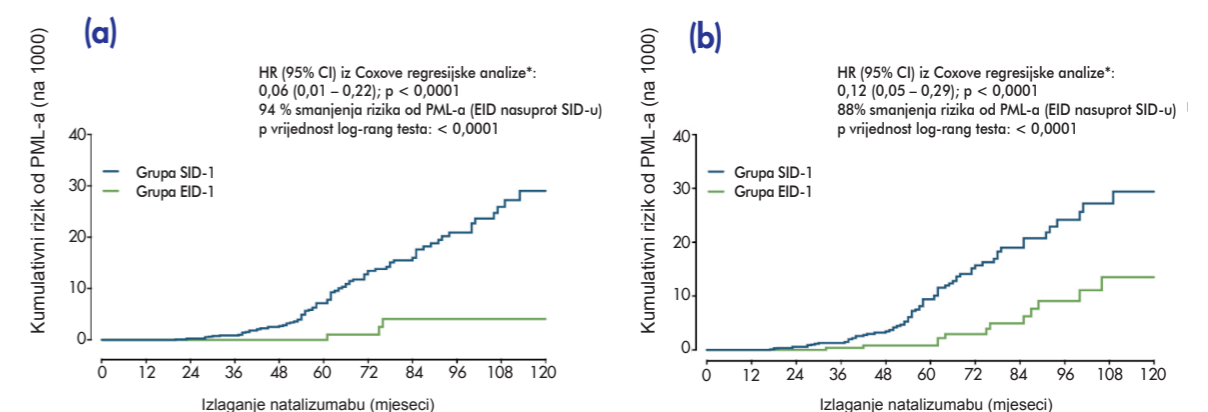 (a)
HR (95% CI) iz Coxove regresijske analize*:
0,06 (0,01 – 0,22); p < 0,0001
94 % smanjenja rizika od PML-a (EID nasuprot SID-u)
p vrijednost log-rang testa: < 0,0001
Kumulativni rizik od PML-a (na 1000)
40
30
20
10
0
Grupa SID-1
Grupa EID-1
0 12 24 36 48 60 72 84 96 108 120
Izlaganje natalizumabu (mjeseci)
(b)
HR (95% CI) iz Coxove regresijske analize*:
0,12 (0,05 – 0,29); p < 0,0001
88% smanjenja rizika od PML-a (EID nasuprot SID-u)
p vrijednost log-rang testa: < 0,0001
Kumulativni rizik od PML-a (na 1000)
40
30
20
10
0
Grupa SID-1
Grupa EID-1
0 12 24 36 48 60 72 84 96 108 120
Izlaganje natalizumabu (mjeseci)